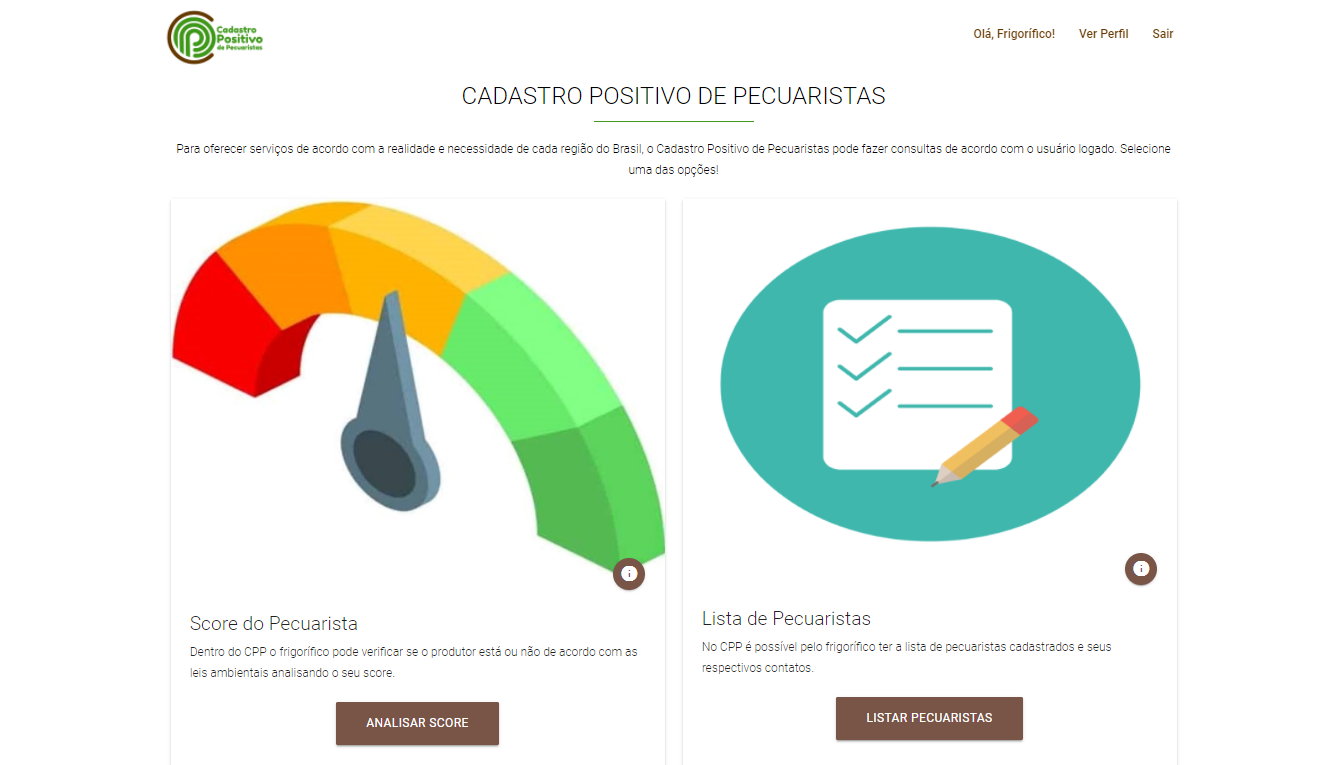 Cadastro
Positivo
de Pecuaristas
Olá, Frigorífico!
Ver Perfil
Sair
CADASTRO POSITIVO DE PECUARISTAS
Para oferecer serviços de acordo com a realidade e necessidade de cada região do Brasil, o Cadastro Positivo de Pecuaristas pode fazer consultas de acordo com o usuário logado. Selecione
uma das opções!
Score do Pecuarista
Dentro do CPP o frigorífico pode verificar se o produtor está ou não de acordo com as
leis ambientais analisando o seu score.
ANALISAR SCORE
Lista de Pecuaristas
No CPP é possível pelo frigorífico ter a lista de pecuaristas cadastrados e seus
respectivos contatos.
LISTAR PECUARISTAS